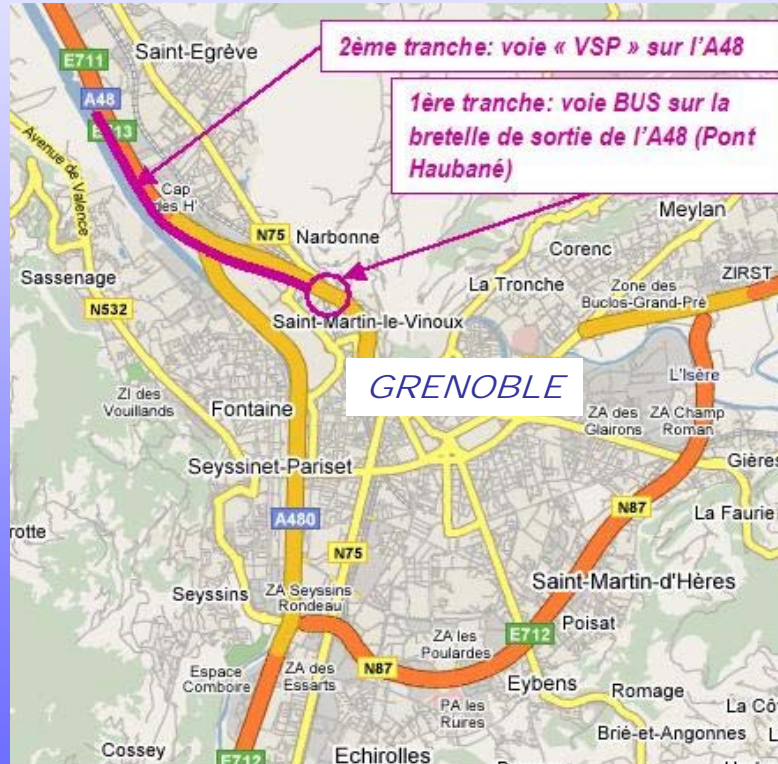 Saint-Egrève
2ème tranche: voie « VSP » sur l'A48
E711
A48
E713
1ère tranche: voie BUS sur la
bretelle de sortie de l'A48 (Pont
Haubané)
Avenue de Valence
Cap
des H'
Meylan
N75
Narbonne
Corenc
Sassenage
La Tronche
ZIRST
Zone des
Buclos-Grand-Pré
N532
Saint-Martin-le-Vinoux
GRENOBLE
L'Isère
ZI des
Vouillands
Fontaine
ZA des
Glairons
ZA Champ
Roman
Seyssinet-Pariset
Gières
A480
N87
La Faurie
rotte
N75
Seyssins
ZA Seyssins
Rondeau
Saint-Martin-d'Hères
ZA les
Poulardes
E712
Poisat
Espace
Comboire
ZA des
Essarts
N87
Eybens
Romage
PA les
Ruires
La Cô
Brié-et-Angonnes
Cossey
E712
Echirolles